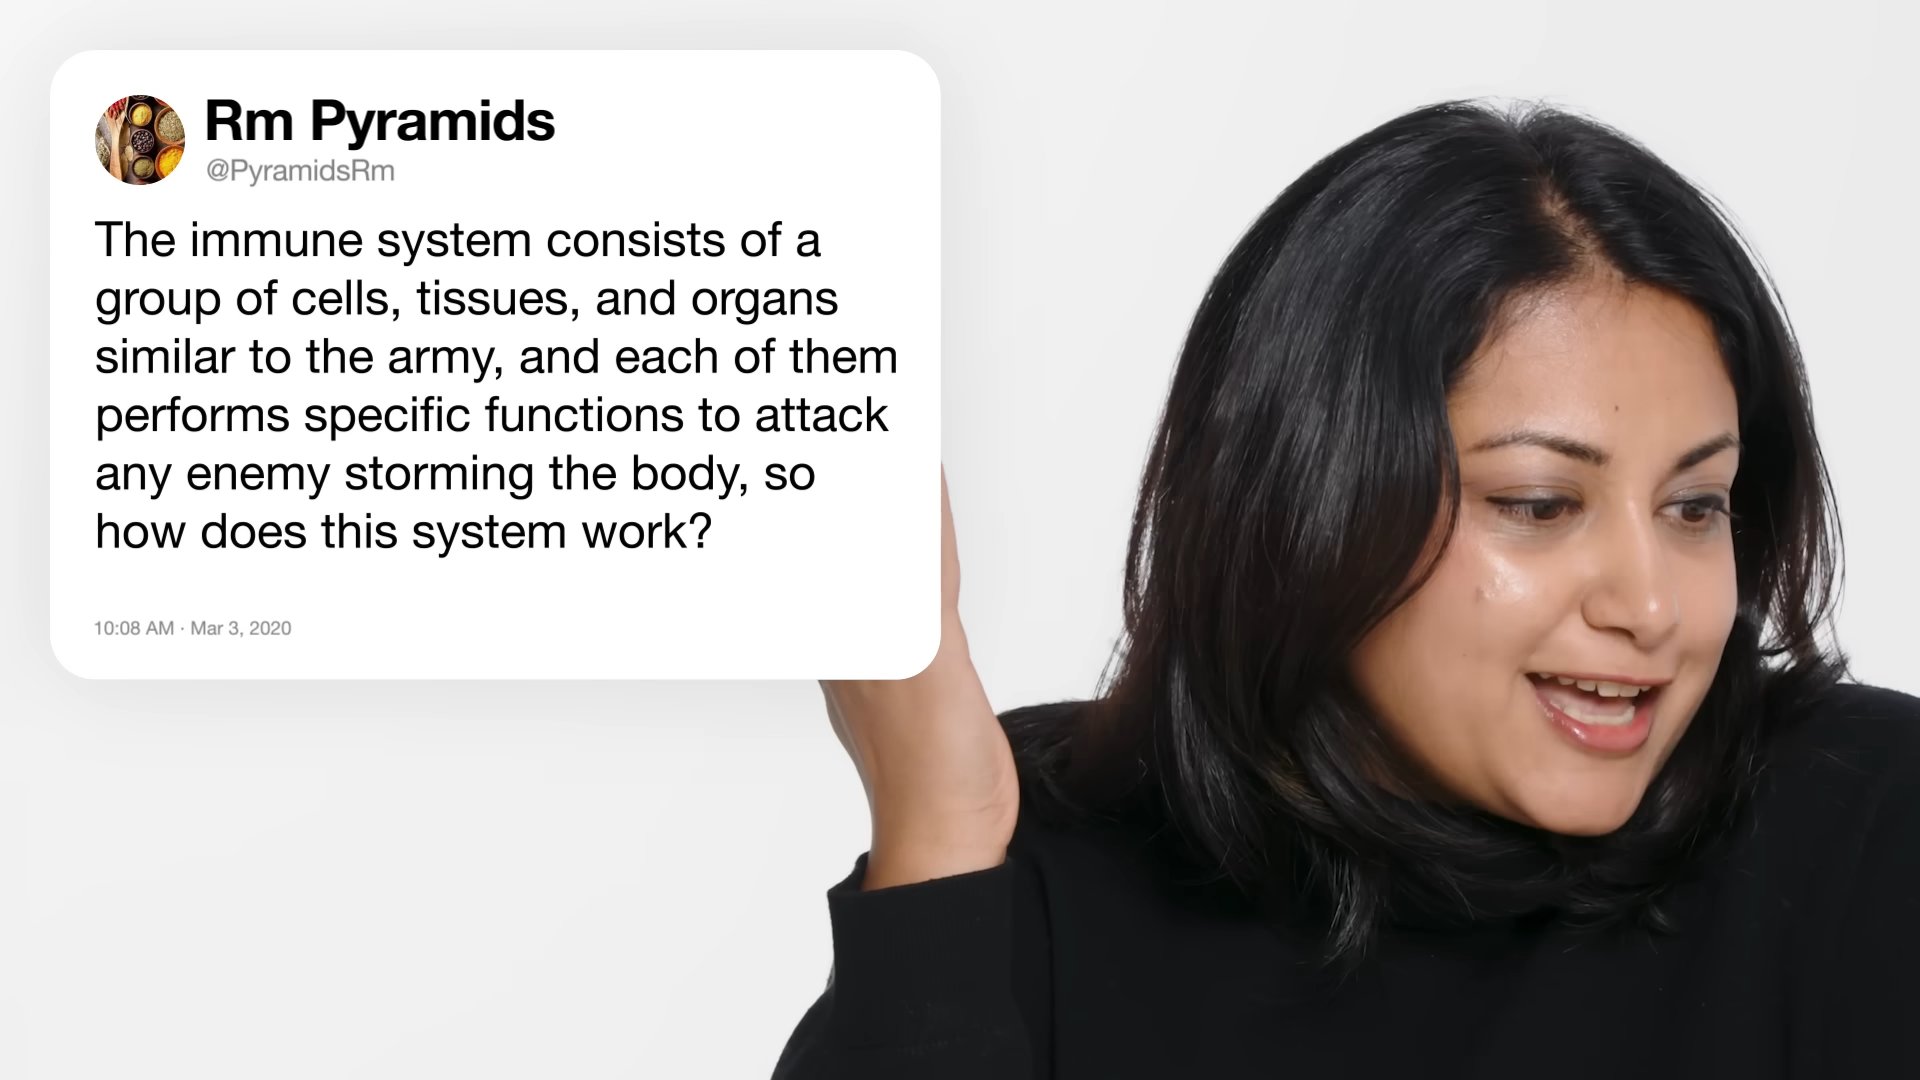 Rm Pyramids
@PyramidsRm
The immune system consists of a
group of cells, tissues, and organs
similar to the army, and each of them
performs specific functions to attack
any enemy storming the body, so
how does this system work?
10:08 AM · Mar 3, 2020